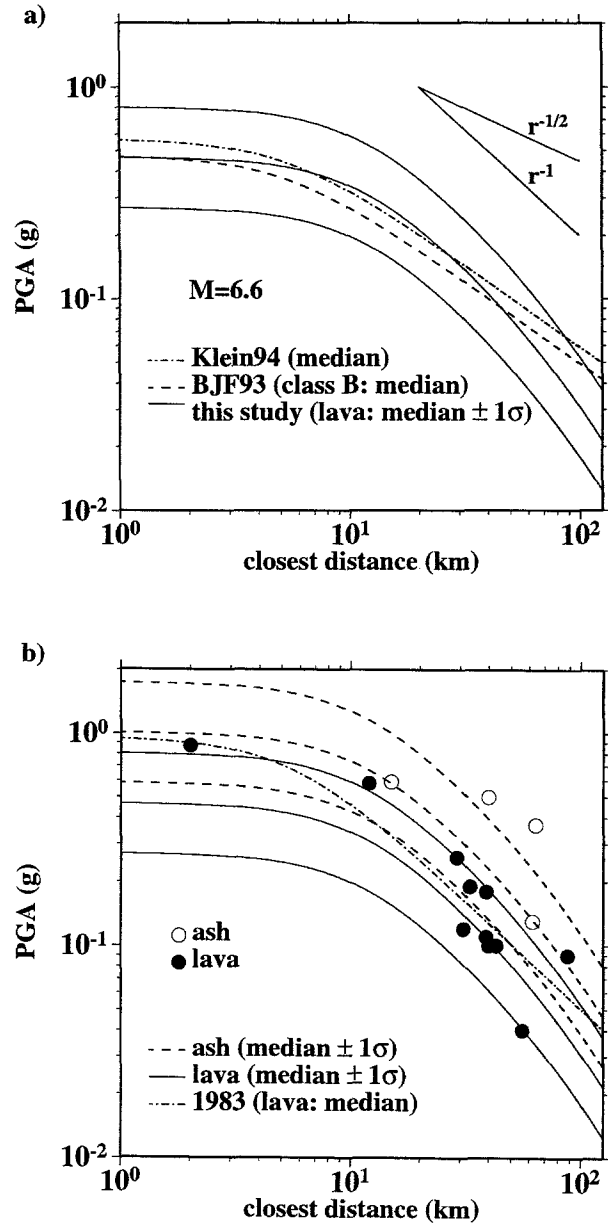 a)
10⁰
r⁻¹/²
r⁻¹
PGA (g)
10⁻¹
M=6.6
Klein94 (median)
BJF93 (class B: median)
this study (lava: median ± 1σ)
10⁻²
10⁰
10¹
10²
closest distance (km)
b)
10⁰
PGA (g)
10⁻¹
ash
lava
ash (median ± 1σ)
lava (median ± 1σ)
1983 (lava: median)
10⁻²
10⁰
10¹
10²
closest distance (km)